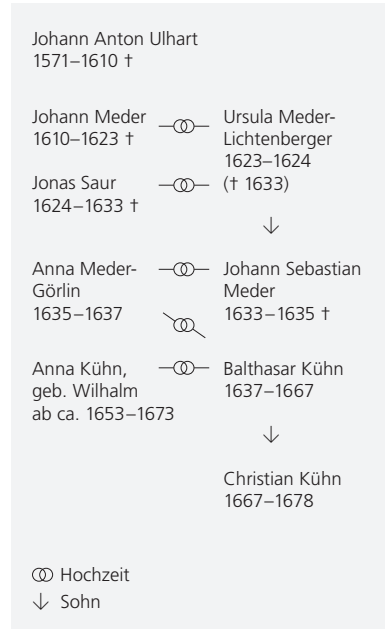 Johann Anton Ulhart
1571–1610 †
Johann Meder
1610–1623 †
Ursula Meder-
Lichtenberger
1623–1624
(† 1633)
Jonas Saur
1624–1633 †
Anna Meder-
Görlin
1635–1637
Johann Sebastian
Meder
1633–1635 †
Anna Kühn,
geb. Wilhalm
ab ca. 1653–1673
Balthasar Kühn
1637–1667
Christian Kühn
1667–1678
Hochzeit
Sohn